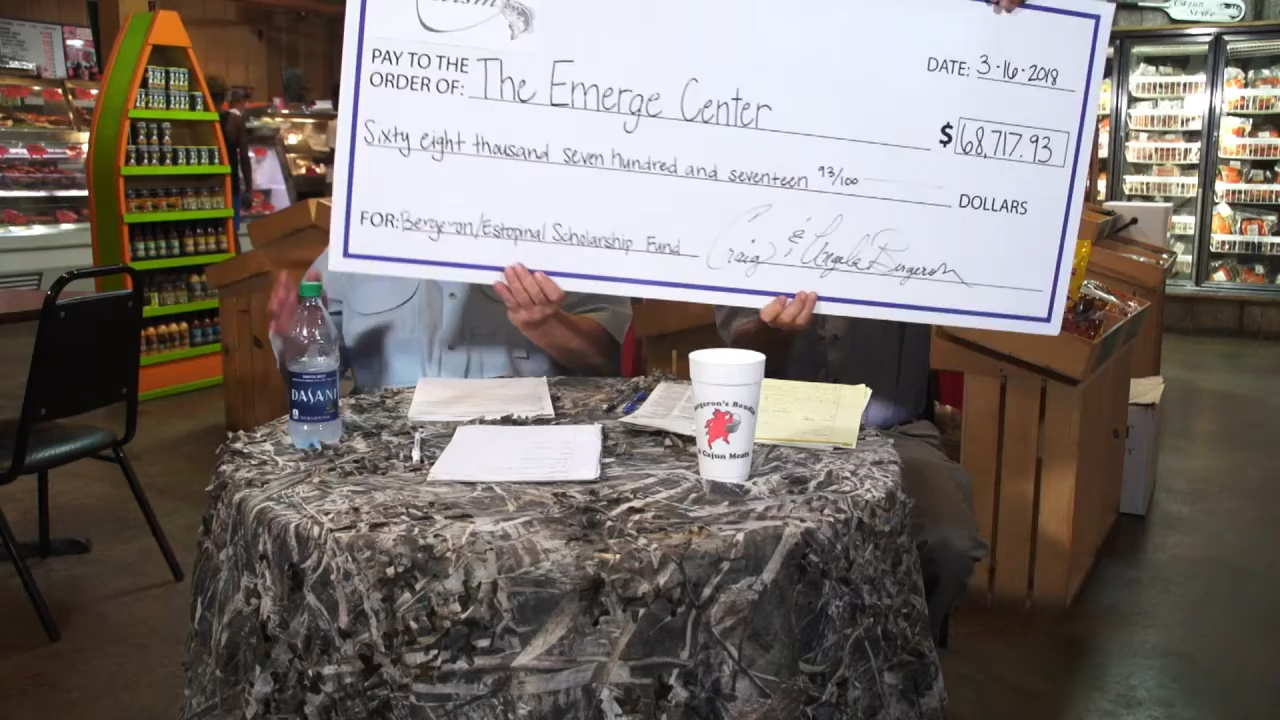 PAY TO THE
ORDER OF: The Emerge Center
DATE: 3-16-2018
$ 68,717.93
Sixty eight thousand seven hundred and seventeen 93/100
DOLLARS
FOR: Bergeron/Estopinal Scholarship Fund
Craig & Angela Bergeron
DASANI
Cajun Meats